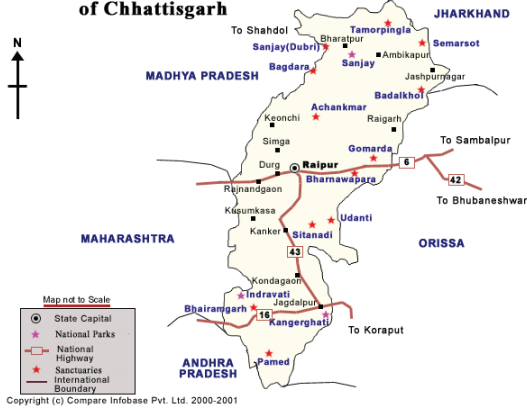 of Chhattisgarh
JHARKHAND
Tamorpingla
To Shahdol
Bharatpur
Semarsot
N
Sanjay(Dubri)
Ambikapur
Sanjay
Bagdara
MADHYA PRADESH
Jashpurnagar
Badalkhol
Achankmar
Keonchi
Raigarh
Simga
To Sambalpur
Gomarda
Durg
Raipur
6
Bharnawapara
42
Rajnandgaon
To Bhubaneshwar
Kusumkasa
Udanti
Kanker
Sitanadi
MAHARASHTRA
ORISSA
43
Kondagaon
Indravati
Map not to Scale
Jagdalpur
Bhairamgarh
State Capital
16
Kangerghati
To Koraput
National Parks
National
Highway
ANDHRA
PRADESH
Pamed
Sanctuaries
International
Boundary
Copyright (c) Compare Infobase Pvt. Ltd. 2000-2001